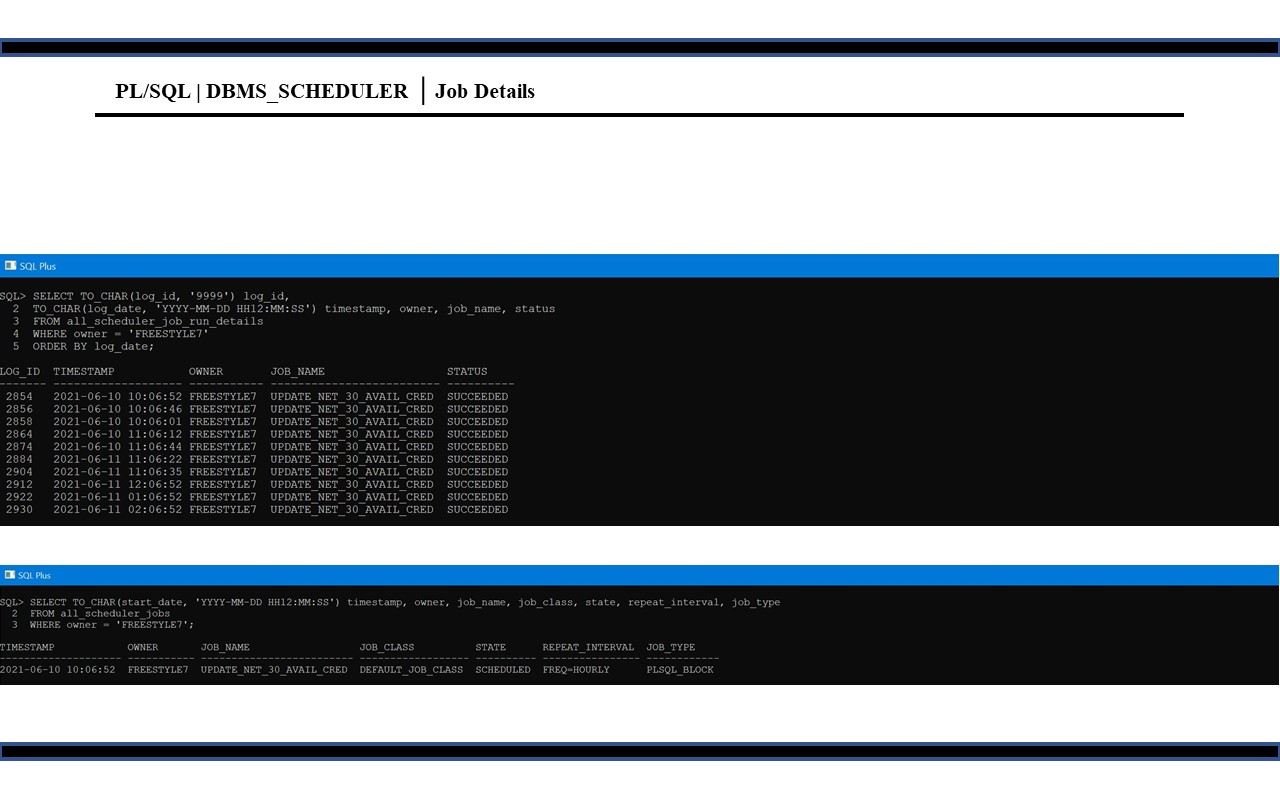 PL/SQL | DBMS_SCHEDULER | Job Details
SQL Plus
SQL> SELECT TO_CHAR(log_id, '9999') log_id,
2 TO_CHAR(log_date, 'YYYY-MM-DD HH12:MM:SS') timestamp, owner, job_name, status
3 FROM all_scheduler_job_run_details
4 WHERE owner = 'FREESTYLE7'
5 ORDER BY log_date;
LOG_ID TIMESTAMP OWNER JOB_NAME STATUS
------- ------------------- ----------- ------------------------- ----------
2854 2021-06-10 10:06:52 FREESTYLE7 UPDATE_NET_30_AVAIL_CRED SUCCEEDED
2856 2021-06-10 10:06:46 FREESTYLE7 UPDATE_NET_30_AVAIL_CRED SUCCEEDED
2858 2021-06-10 10:06:01 FREESTYLE7 UPDATE_NET_30_AVAIL_CRED SUCCEEDED
2864 2021-06-10 11:06:12 FREESTYLE7 UPDATE_NET_30_AVAIL_CRED SUCCEEDED
2874 2021-06-10 11:06:44 FREESTYLE7 UPDATE_NET_30_AVAIL_CRED SUCCEEDED
2884 2021-06-11 11:06:22 FREESTYLE7 UPDATE_NET_30_AVAIL_CRED SUCCEEDED
2904 2021-06-11 11:06:35 FREESTYLE7 UPDATE_NET_30_AVAIL_CRED SUCCEEDED
2912 2021-06-11 12:06:52 FREESTYLE7 UPDATE_NET_30_AVAIL_CRED SUCCEEDED
2922 2021-06-11 01:06:52 FREESTYLE7 UPDATE_NET_30_AVAIL_CRED SUCCEEDED
2930 2021-06-11 02:06:52 FREESTYLE7 UPDATE_NET_30_AVAIL_CRED SUCCEEDED
SQL Plus
SQL> SELECT TO_CHAR(start_date, 'YYYY-MM-DD HH12:MM:SS') timestamp, owner, job_name, job_class, state, repeat_interval, job_type
2 FROM all_scheduler_jobs
3 WHERE owner = 'FREESTYLE7';
TIMESTAMP OWNER JOB_NAME JOB_CLASS STATE REPEAT_INTERVAL JOB_TYPE
-------------------- ----------- ------------------------- ------------------ ---------- ---------------- ------------
2021-06-10 10:06:52 FREESTYLE7 UPDATE_NET_30_AVAIL_CRED DEFAULT_JOB_CLASS SCHEDULED FREQ=HOURLY PLSQL_BLOCK